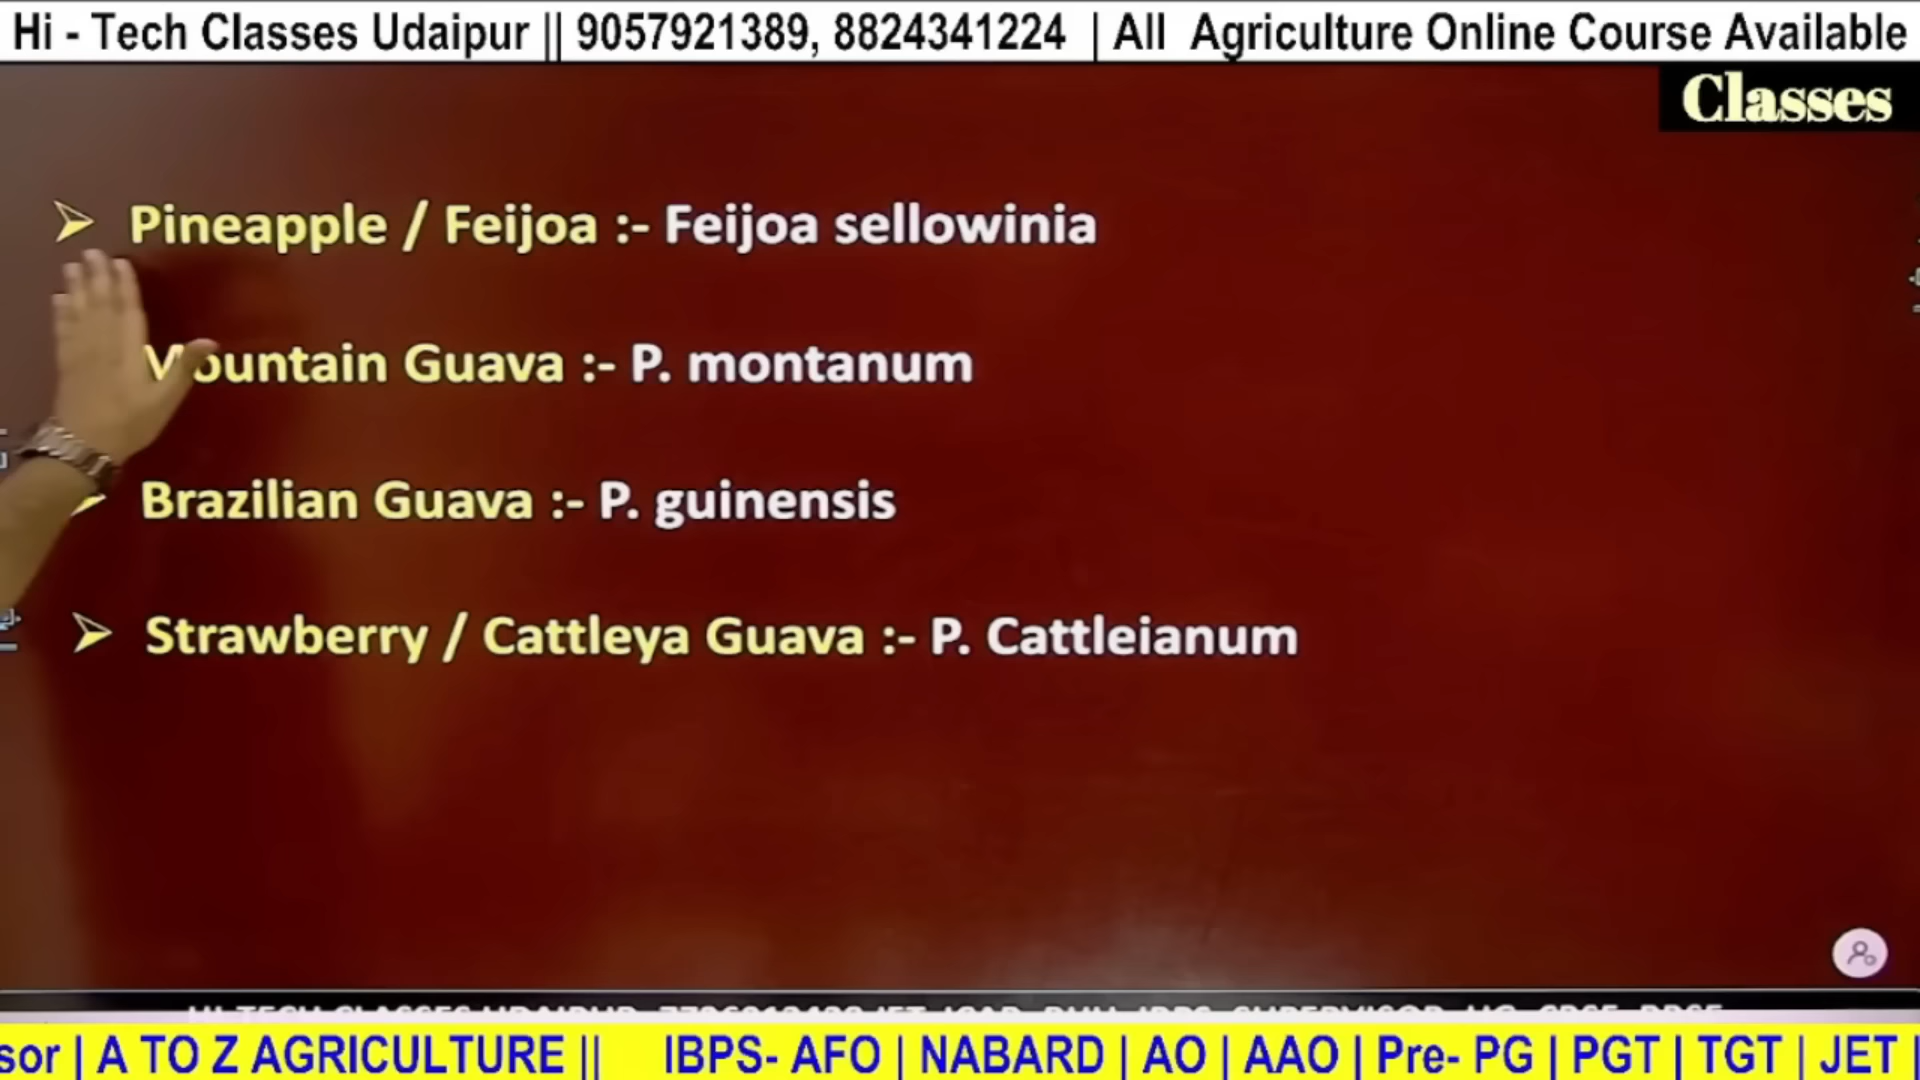 Hi - Tech Classes Udaipur || 9057921389, 8824341224 | All Agriculture Online Course Available
Classes
➢ Pineapple / Feijoa :- Feijoa sellowinia
Mountain Guava :- P. montanum
➢ Brazilian Guava :- P. guinensis
➢ Strawberry / Cattleya Guava :- P. Cattleianum
sor | A TO Z AGRICULTURE || IBPS- AFO | NABARD | AO | AAO | Pre- PG | PGT | TGT | JET |